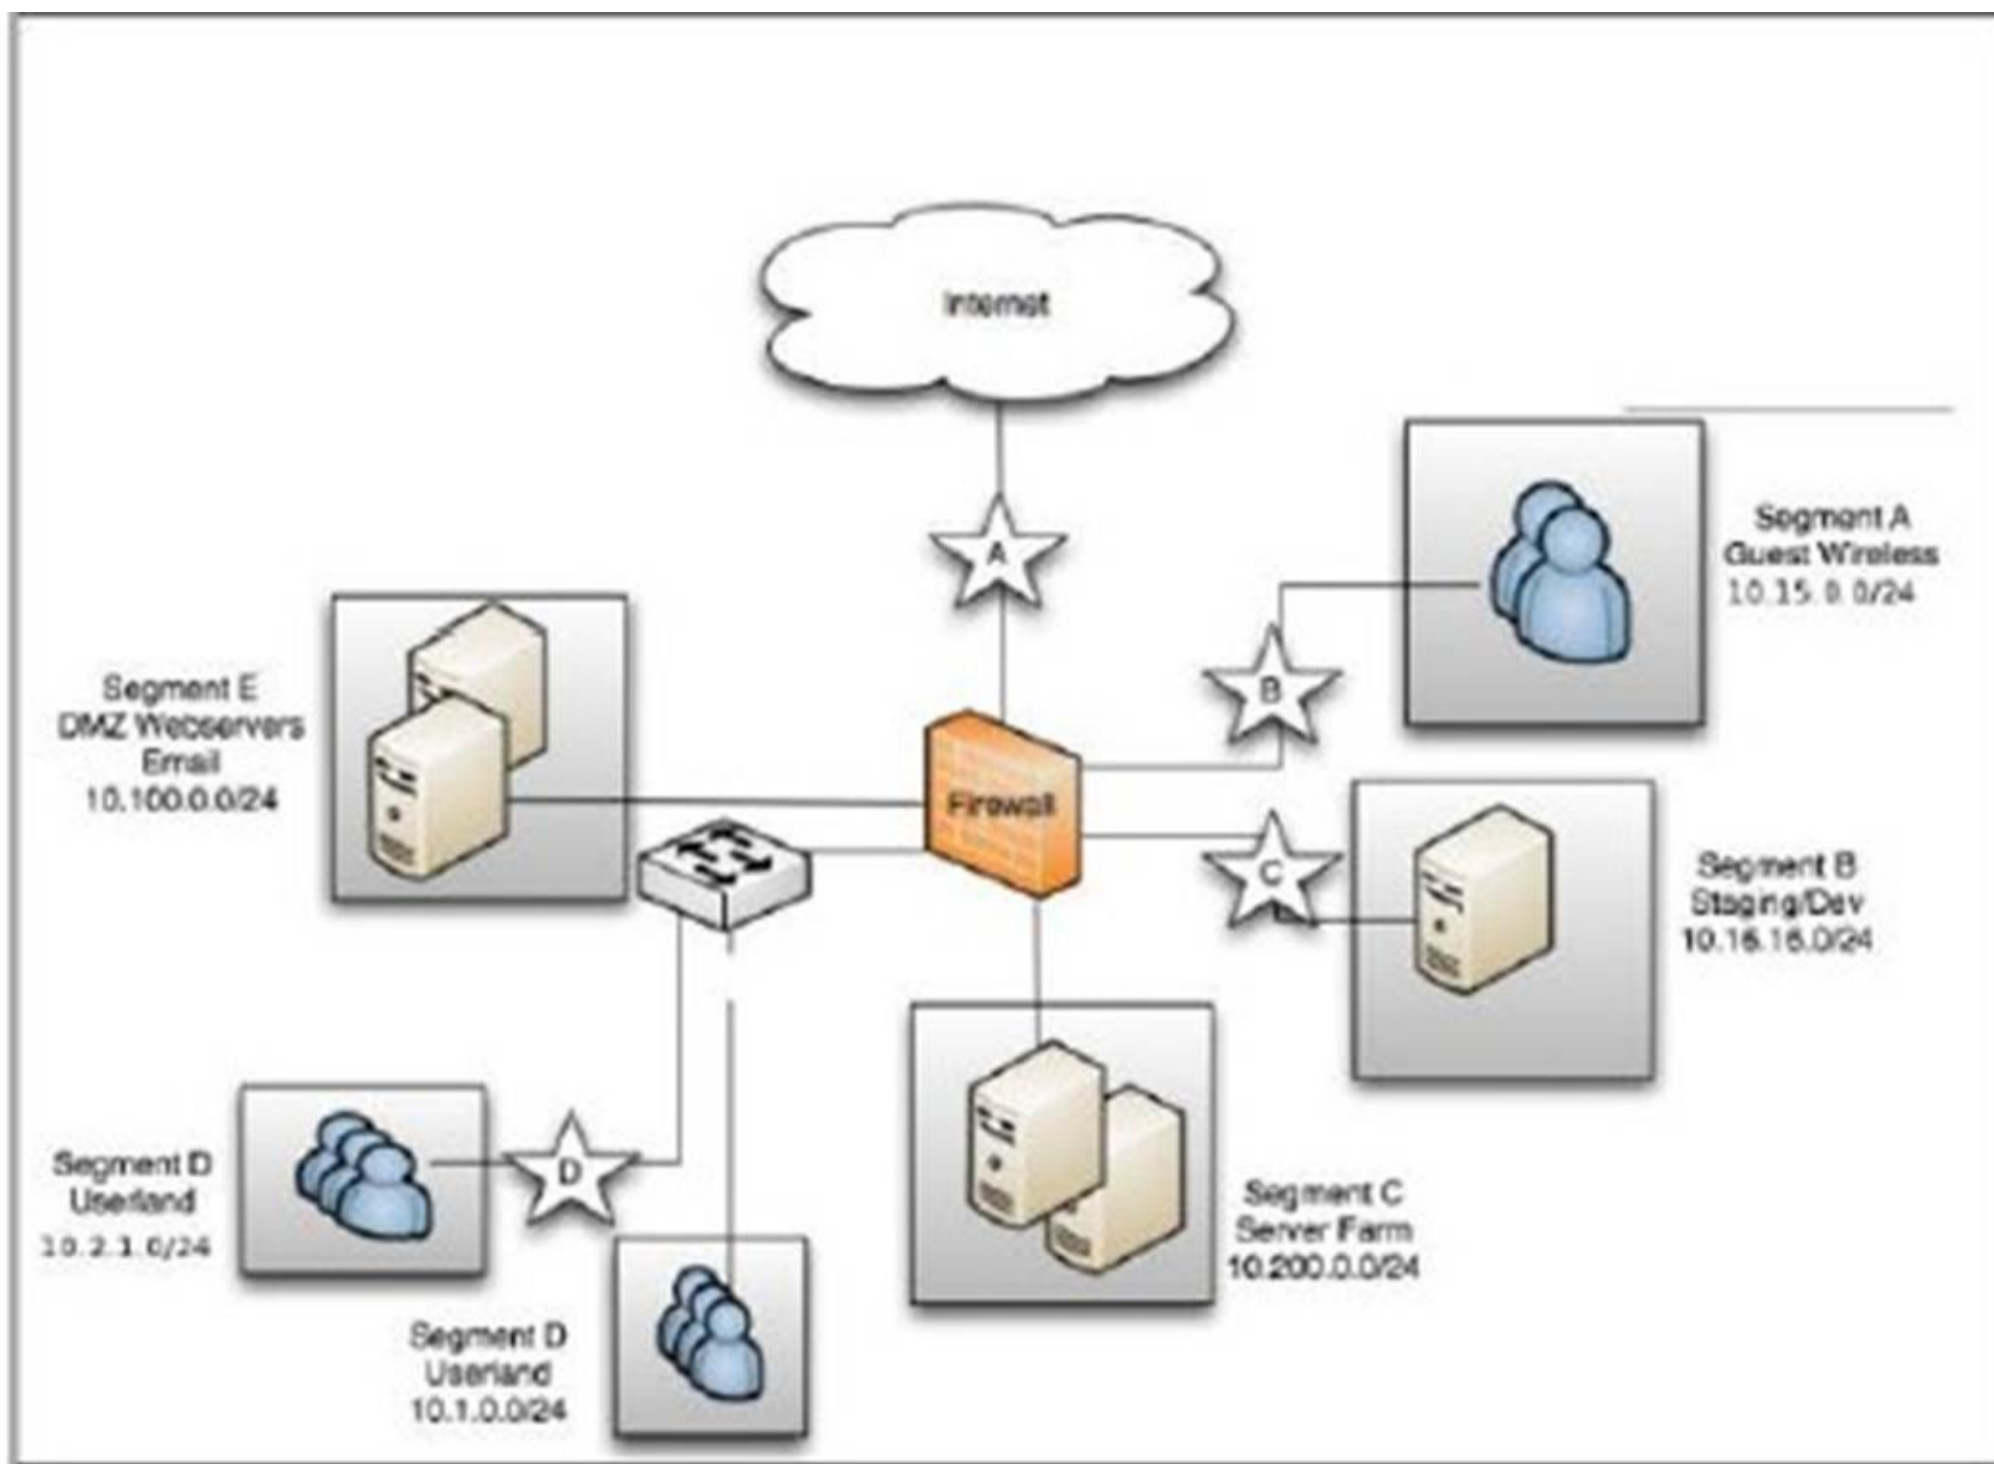 Internet
A
Segment A
Guest Wireless
10.15.0.0/24
B
Segment E
DMZ Webservers
Email
10.100.0.0/24
Firewall
C
Segment B
Staging/Dev
10.16.16.0/24
Segment D
Userland
10.2.1.0/24
D
Segment C
Server Farm
10.200.0.0/24
Segment D
Userland
10.1.0.0/24